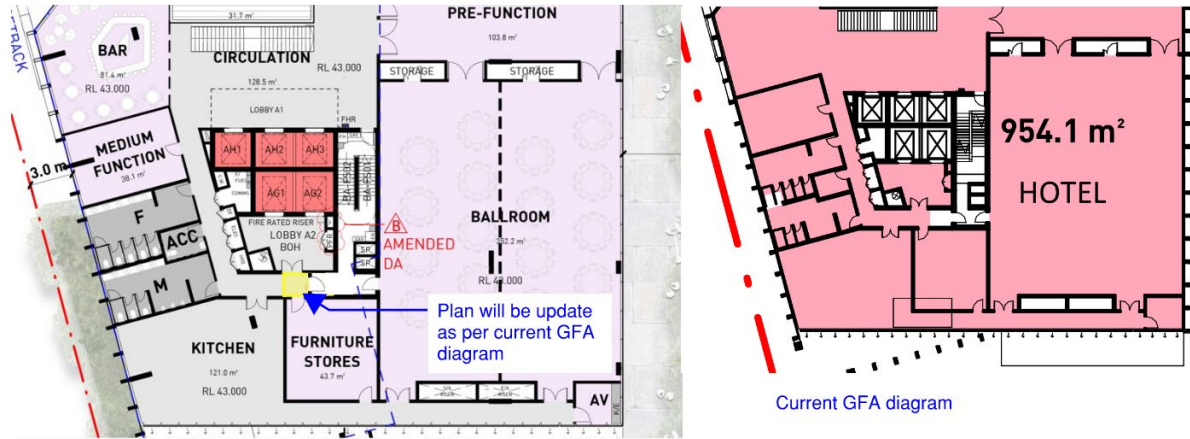 TRACK
31.7 m²
PRE-FUNCTION
103.8 m²
BAR
81.4 m²
RL 43.000
CIRCULATION
RL 43.000
128.5 m²
STORAGE
STORAGE
LOBBY A1
FHR
MEDIUM
FUNCTION
38.1 m²
3.0 m
AH1
AH2
AH3
AG1
AG2
COMMS
FIRE RATED RISER
LOBBY A2
BOH
F
ACC
M
B
AMENDED
DA
BALLROOM
RL 43.000
Plan will be update
as per current GFA
diagram
KITCHEN
121.0 m²
RL 43.000
FURNITURE
STORES
43.7 m²
AV
K/E
954.1 m²
HOTEL
Current GFA diagram